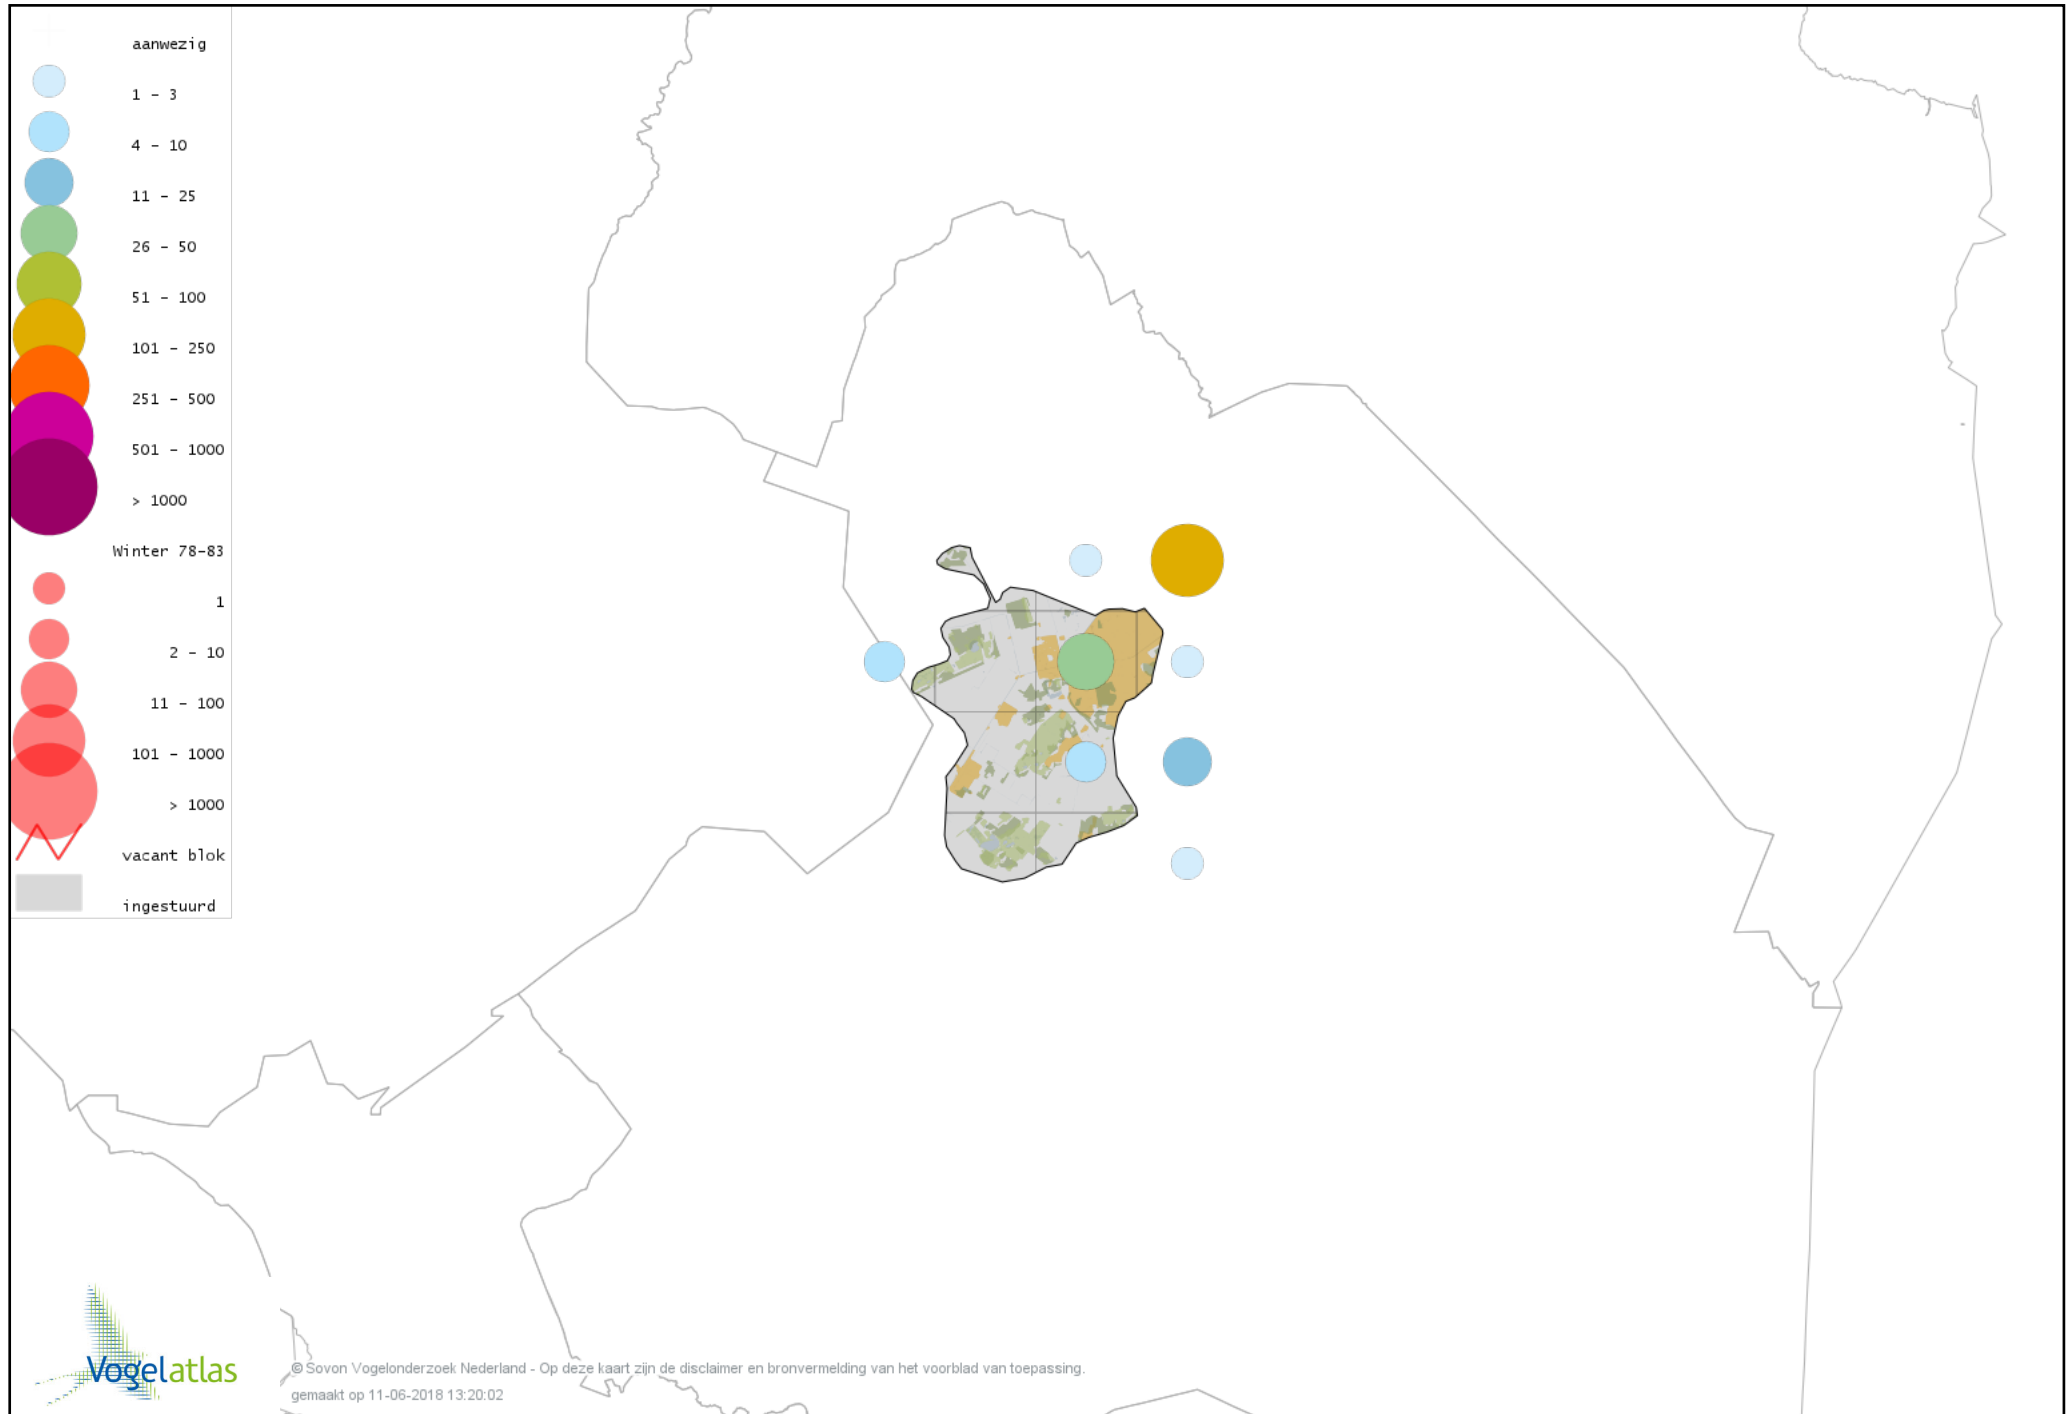 aanwezig
1 – 3
4 – 10
11 – 25
26 – 50
51 – 100
101 – 250
251 – 500
501 – 1000
> 1000
Winter 78–83
1
2 – 10
11 – 100
101 – 1000
> 1000
vacant blok
ingestuurd
Vogelatlas
© Sovon Vogelonderzoek Nederland - Op deze kaart zijn de disclaimer en bronvermelding van het voorblad van toepassing.
gemaakt op 11-06-2018 13:20:02